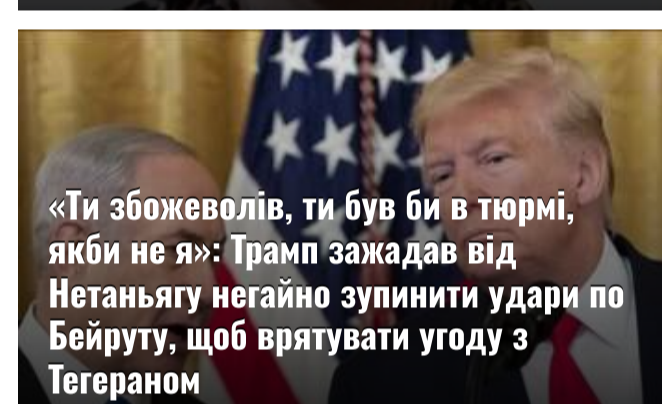 «Ти збожеволів, ти був би в тюрмі,
якби не я»: Трамп зажадав від
Нетаньягу негайно зупинити удари по
Бейруту, щоб врятувати угоду з
Тегераном